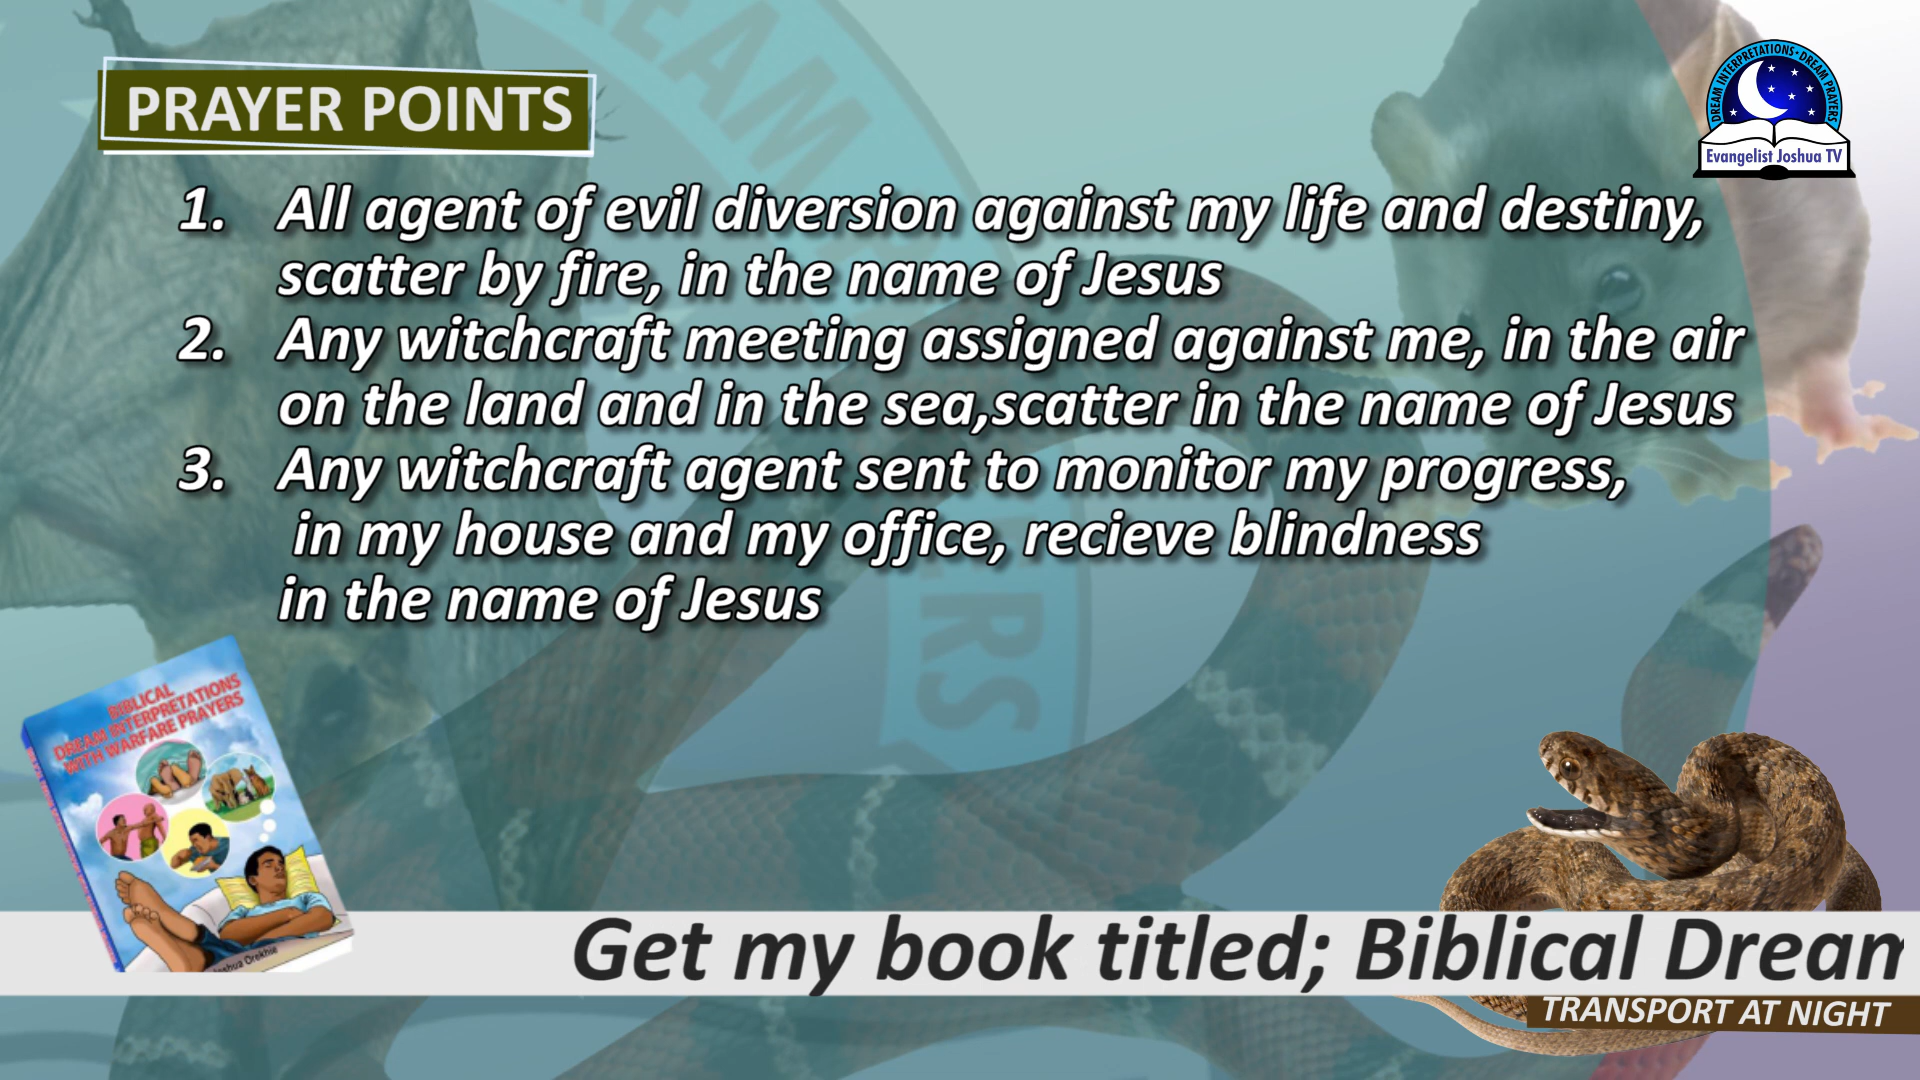 PRAYER POINTS
DREAM INTERPRETATIONS • DREAM PRAYERS
Evangelist Joshua TV
1. All agent of evil diversion against my life and destiny,
scatter by fire, in the name of Jesus
2. Any witchcraft meeting assigned against me, in the air
on the land and in the sea,scatter in the name of Jesus
3. Any witchcraft agent sent to monitor my progress,
in my house and my office, recieve blindness
in the name of Jesus
BIBLICAL
DREAM INTERPRETATIONS
WITH WARFARE PRAYERS
Joshua Orekhie
Get my book titled; Biblical Dream
TRANSPORT AT NIGHT